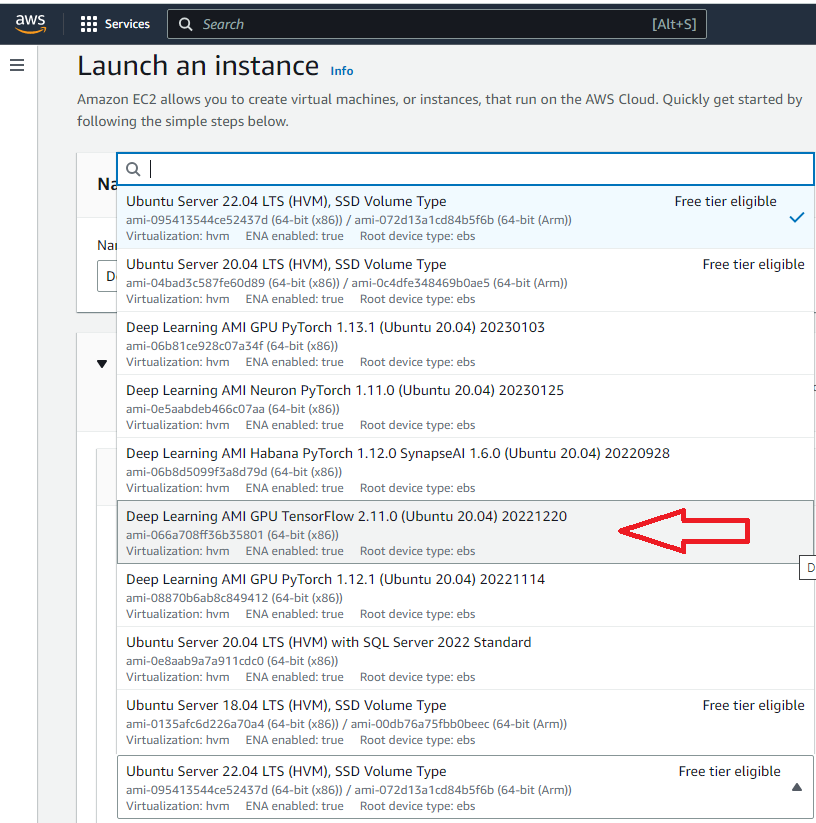 aws
Services
Search
[Alt+S]
Launch an instance Info
Amazon EC2 allows you to create virtual machines, or instances, that run on the AWS Cloud. Quickly get started by
following the simple steps below.
Na
Nar
D
Ubuntu Server 22.04 LTS (HVM), SSD Volume Type Free tier eligible
ami-095413544ce52437d (64-bit (x86)) / ami-072d13a1cd84b5f6b (64-bit (Arm))
Virtualization: hvm ENA enabled: true Root device type: ebs
Ubuntu Server 20.04 LTS (HVM), SSD Volume Type Free tier eligible
ami-04bad3c587fe60d89 (64-bit (x86)) / ami-0c4dfe348469b0ae5 (64-bit (Arm))
Virtualization: hvm ENA enabled: true Root device type: ebs
Deep Learning AMI GPU PyTorch 1.13.1 (Ubuntu 20.04) 20230103
ami-06b81ce928c07a34f (64-bit (x86))
Virtualization: hvm ENA enabled: true Root device type: ebs
Deep Learning AMI Neuron PyTorch 1.11.0 (Ubuntu 20.04) 20230125
ami-0e5aabdeb466c07aa (64-bit (x86))
Virtualization: hvm ENA enabled: true Root device type: ebs
Deep Learning AMI Habana PyTorch 1.12.0 SynapseAI 1.6.0 (Ubuntu 20.04) 20220928
ami-06b8d5099f3a8d79d (64-bit (x86))
Virtualization: hvm ENA enabled: true Root device type: ebs
Deep Learning AMI GPU TensorFlow 2.11.0 (Ubuntu 20.04) 20221220
ami-066a708ff36b35801 (64-bit (x86))
Virtualization: hvm ENA enabled: true Root device type: ebs
D
Deep Learning AMI GPU PyTorch 1.12.1 (Ubuntu 20.04) 20221114
ami-08870b6ab8c849412 (64-bit (x86))
Virtualization: hvm ENA enabled: true Root device type: ebs
Ubuntu Server 20.04 LTS (HVM) with SQL Server 2022 Standard
ami-0e8aab9a7a911cdc0 (64-bit (x86))
Virtualization: hvm ENA enabled: true Root device type: ebs
Ubuntu Server 18.04 LTS (HVM), SSD Volume Type Free tier eligible
ami-0135afc6d226a70a4 (64-bit (x86)) / ami-00db76a75fbb0beec (64-bit (Arm))
Virtualization: hvm ENA enabled: true Root device type: ebs
Ubuntu Server 22.04 LTS (HVM), SSD Volume Type Free tier eligible
ami-095413544ce52437d (64-bit (x86)) / ami-072d13a1cd84b5f6b (64-bit (Arm))
Virtualization: hvm ENA enabled: true Root device type: ebs